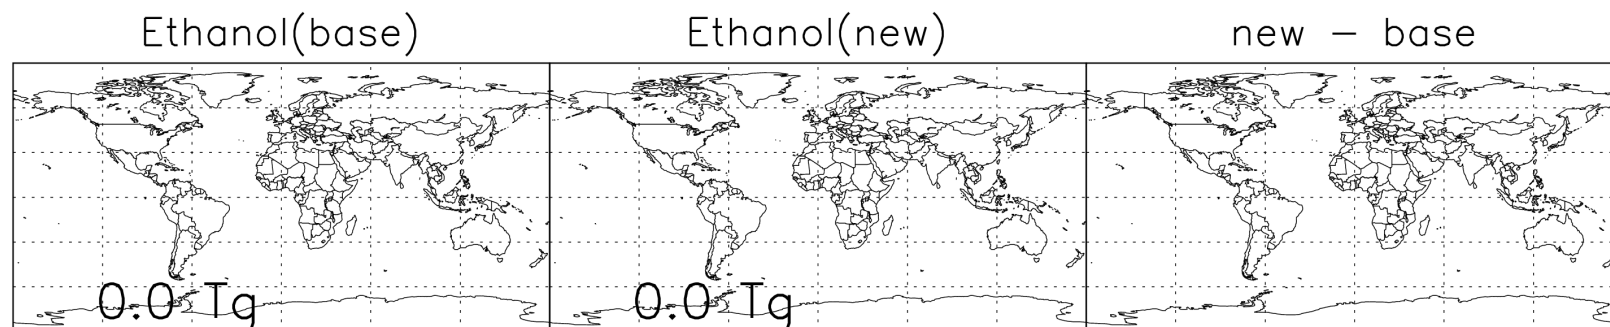 Ethanol(base)
Ethanol(new)
new − base
0.0 Tg
0.0 Tg